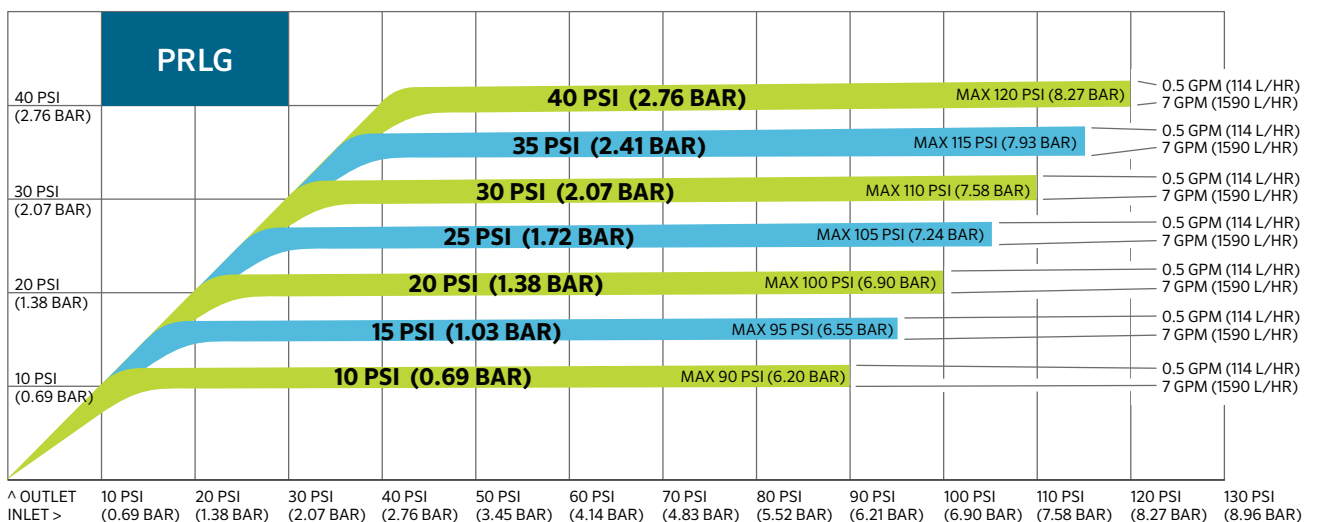 PRLG
40 PSI
(2.76 BAR)
30 PSI
(2.07 BAR)
20 PSI
(1.38 BAR)
10 PSI
(0.69 BAR)
40 PSI (2.76 BAR)
MAX 120 PSI (8.27 BAR)
0.5 GPM (114 L/HR)
7 GPM (1590 L/HR)
35 PSI (2.41 BAR)
MAX 115 PSI (7.93 BAR)
0.5 GPM (114 L/HR)
7 GPM (1590 L/HR)
30 PSI (2.07 BAR)
MAX 110 PSI (7.58 BAR)
0.5 GPM (114 L/HR)
7 GPM (1590 L/HR)
25 PSI (1.72 BAR)
MAX 105 PSI (7.24 BAR)
0.5 GPM (114 L/HR)
7 GPM (1590 L/HR)
20 PSI (1.38 BAR)
MAX 100 PSI (6.90 BAR)
0.5 GPM (114 L/HR)
7 GPM (1590 L/HR)
15 PSI (1.03 BAR)
MAX 95 PSI (6.55 BAR)
0.5 GPM (114 L/HR)
7 GPM (1590 L/HR)
10 PSI (0.69 BAR)
MAX 90 PSI (6.20 BAR)
0.5 GPM (114 L/HR)
7 GPM (1590 L/HR)
^ OUTLET
INLET >
10 PSI
(0.69 BAR)
20 PSI
(1.38 BAR)
30 PSI
(2.07 BAR)
40 PSI
(2.76 BAR)
50 PSI
(3.45 BAR)
60 PSI
(4.14 BAR)
70 PSI
(4.83 BAR)
80 PSI
(5.52 BAR)
90 PSI
(6.21 BAR)
100 PSI
(6.90 BAR)
110 PSI
(7.58 BAR)
120 PSI
(8.27 BAR)
130 PSI
(8.96 BAR)